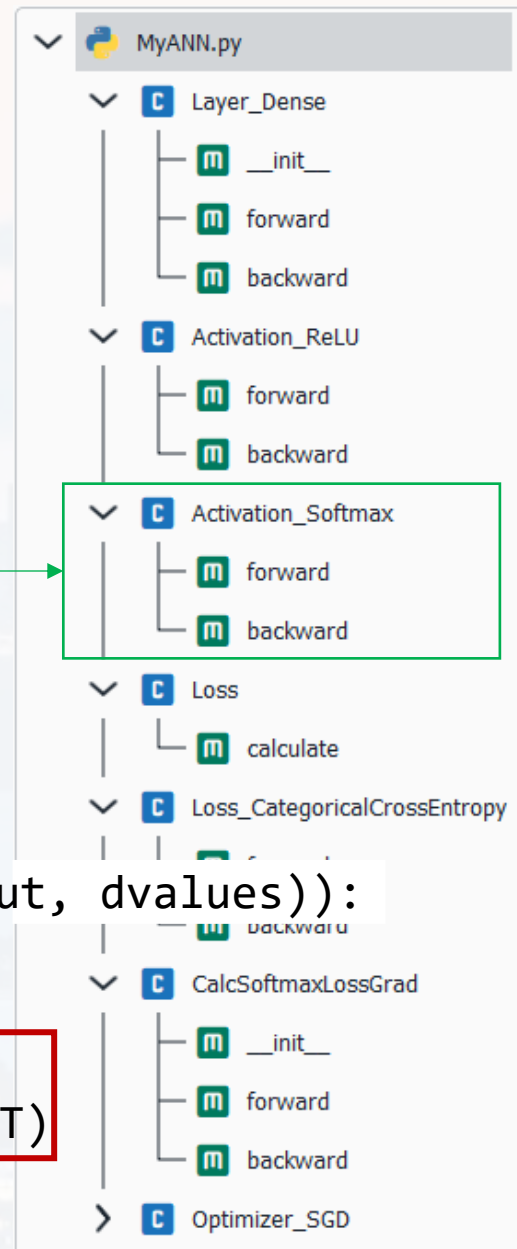 MyANN.py
Layer_Dense
__init__
forward
backward
Activation_ReLU
forward
backward
Activation_Softmax
forward
backward
Loss
calculate
Loss_CategoricalCrossEntropy
ut, dvalues)):
backward
CalcSoftmaxLossGrad
__init__
T)
forward
backward
Optimizer_SGD